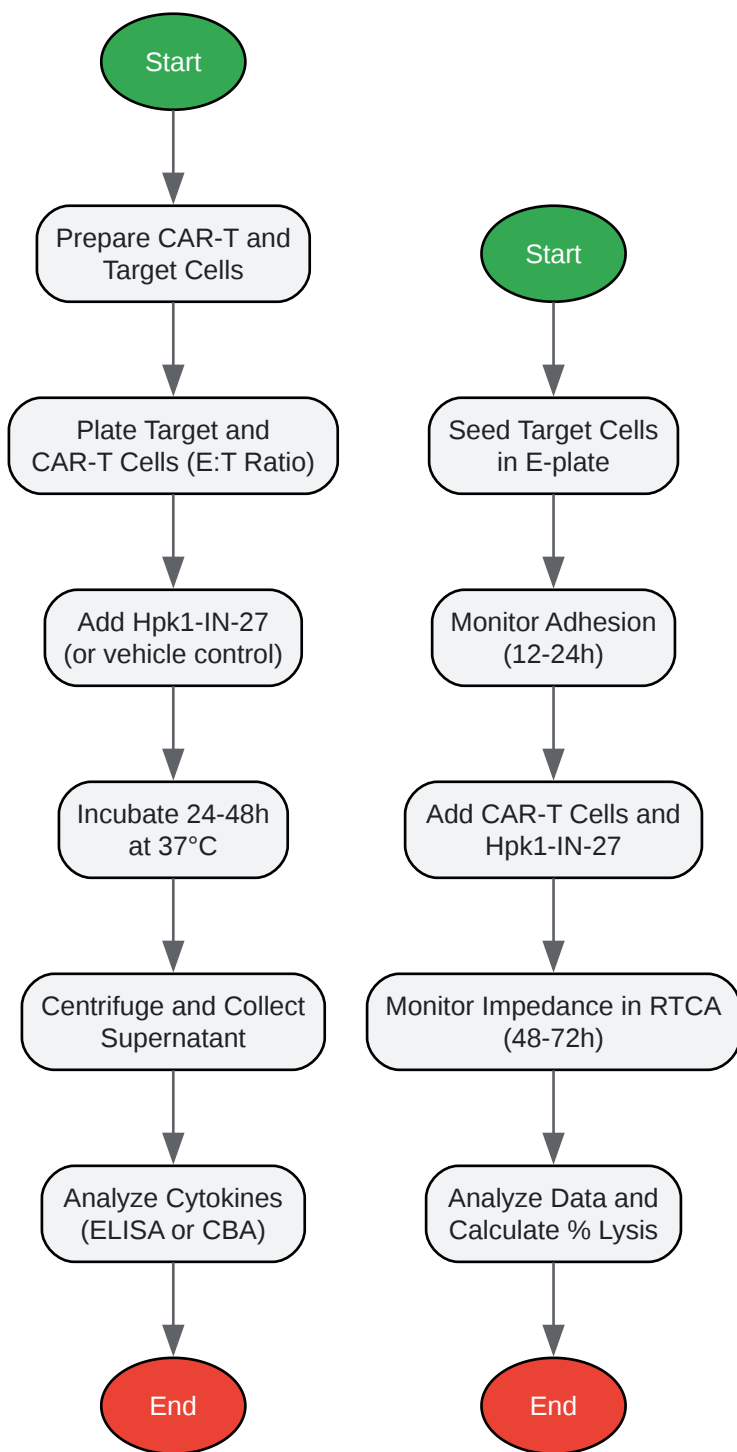 Start
Prepare CAR-T and
Target Cells
Plate Target and
CAR-T Cells (E:T Ratio)
Add Hpk1-IN-27
(or vehicle control)
Incubate 24-48h
at 37°C
Centrifuge and Collect
Supernatant
Analyze Cytokines
(ELISA or CBA)
End
Start
Seed Target Cells
in E-plate
Monitor Adhesion
(12-24h)
Add CAR-T Cells and
Hpk1-IN-27
Monitor Impedance in RTCA
(48-72h)
Analyze Data and
Calculate % Lysis
End